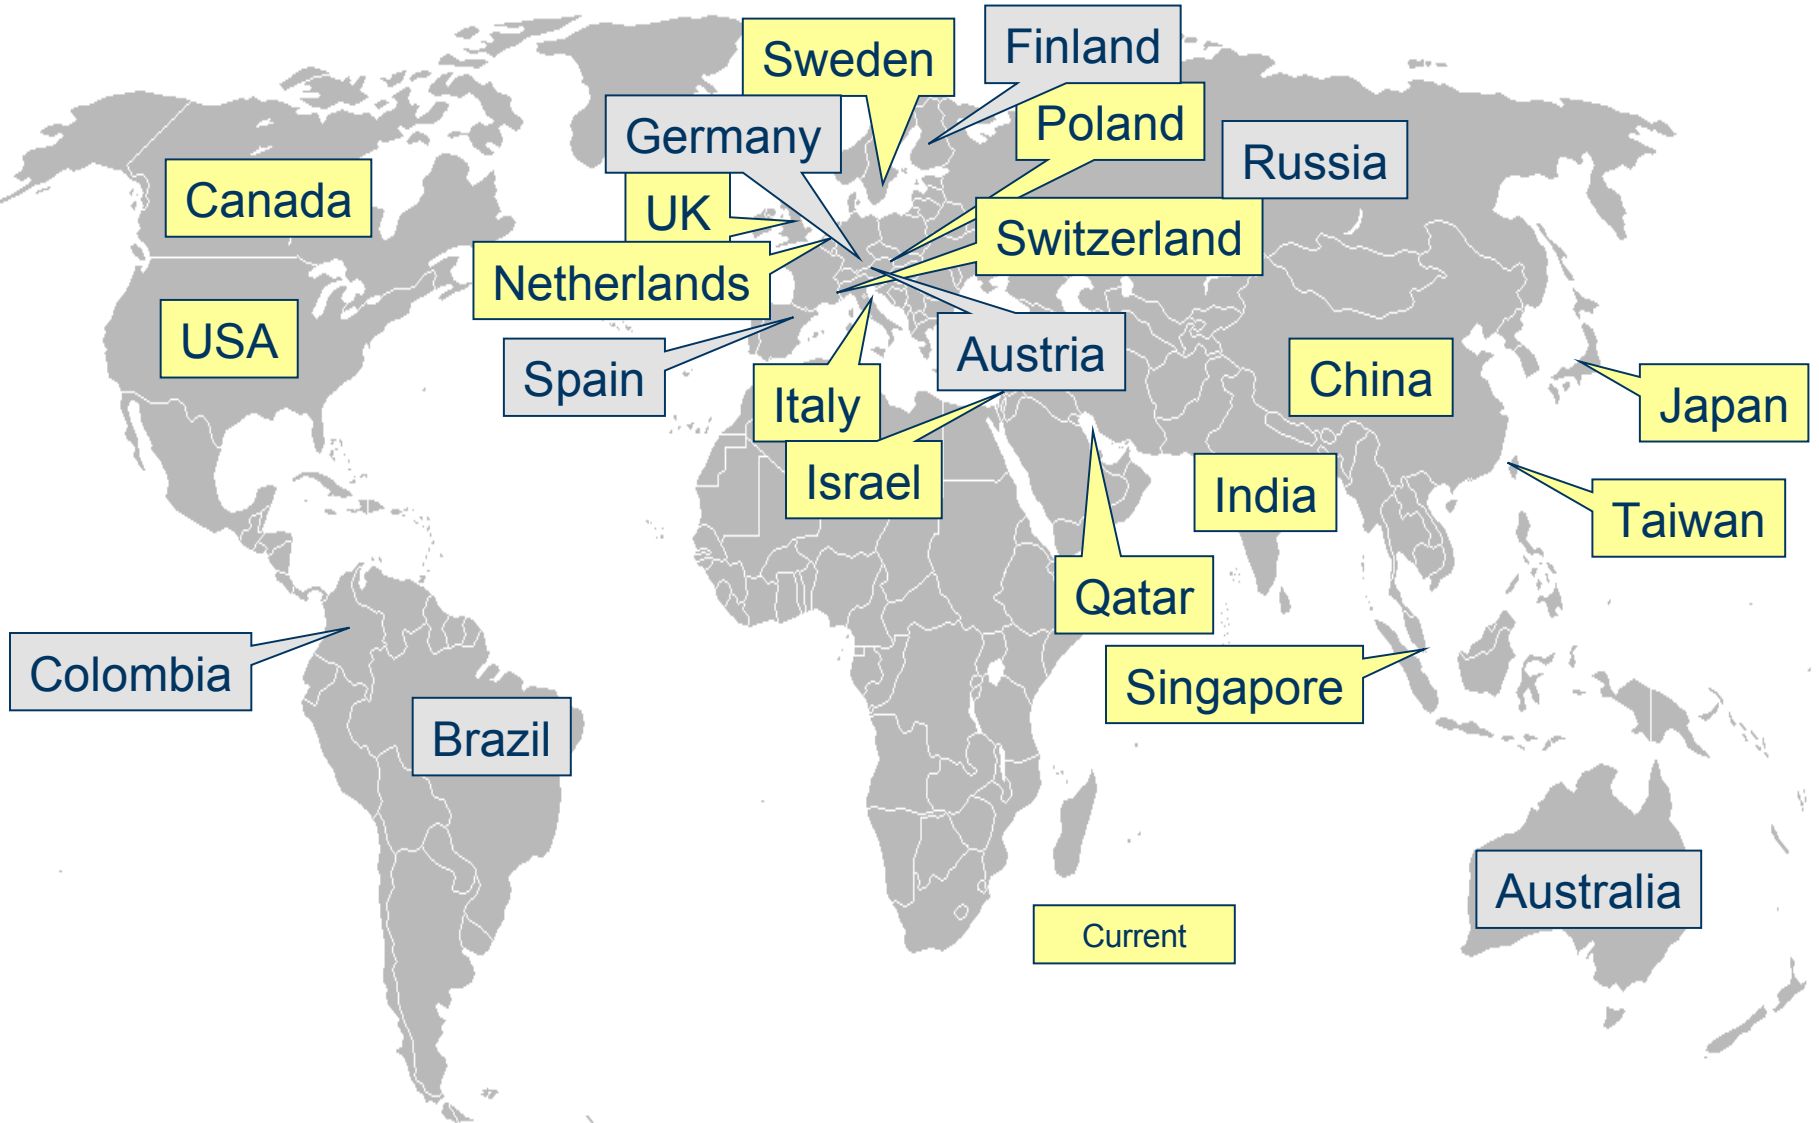 Sweden
Finland
Germany
Poland
Russia
Canada
UK
Switzerland
Netherlands
USA
Spain
Italy
Austria
China
Japan
Israel
India
Taiwan
Qatar
Colombia
Singapore
Brazil
Australia
Current